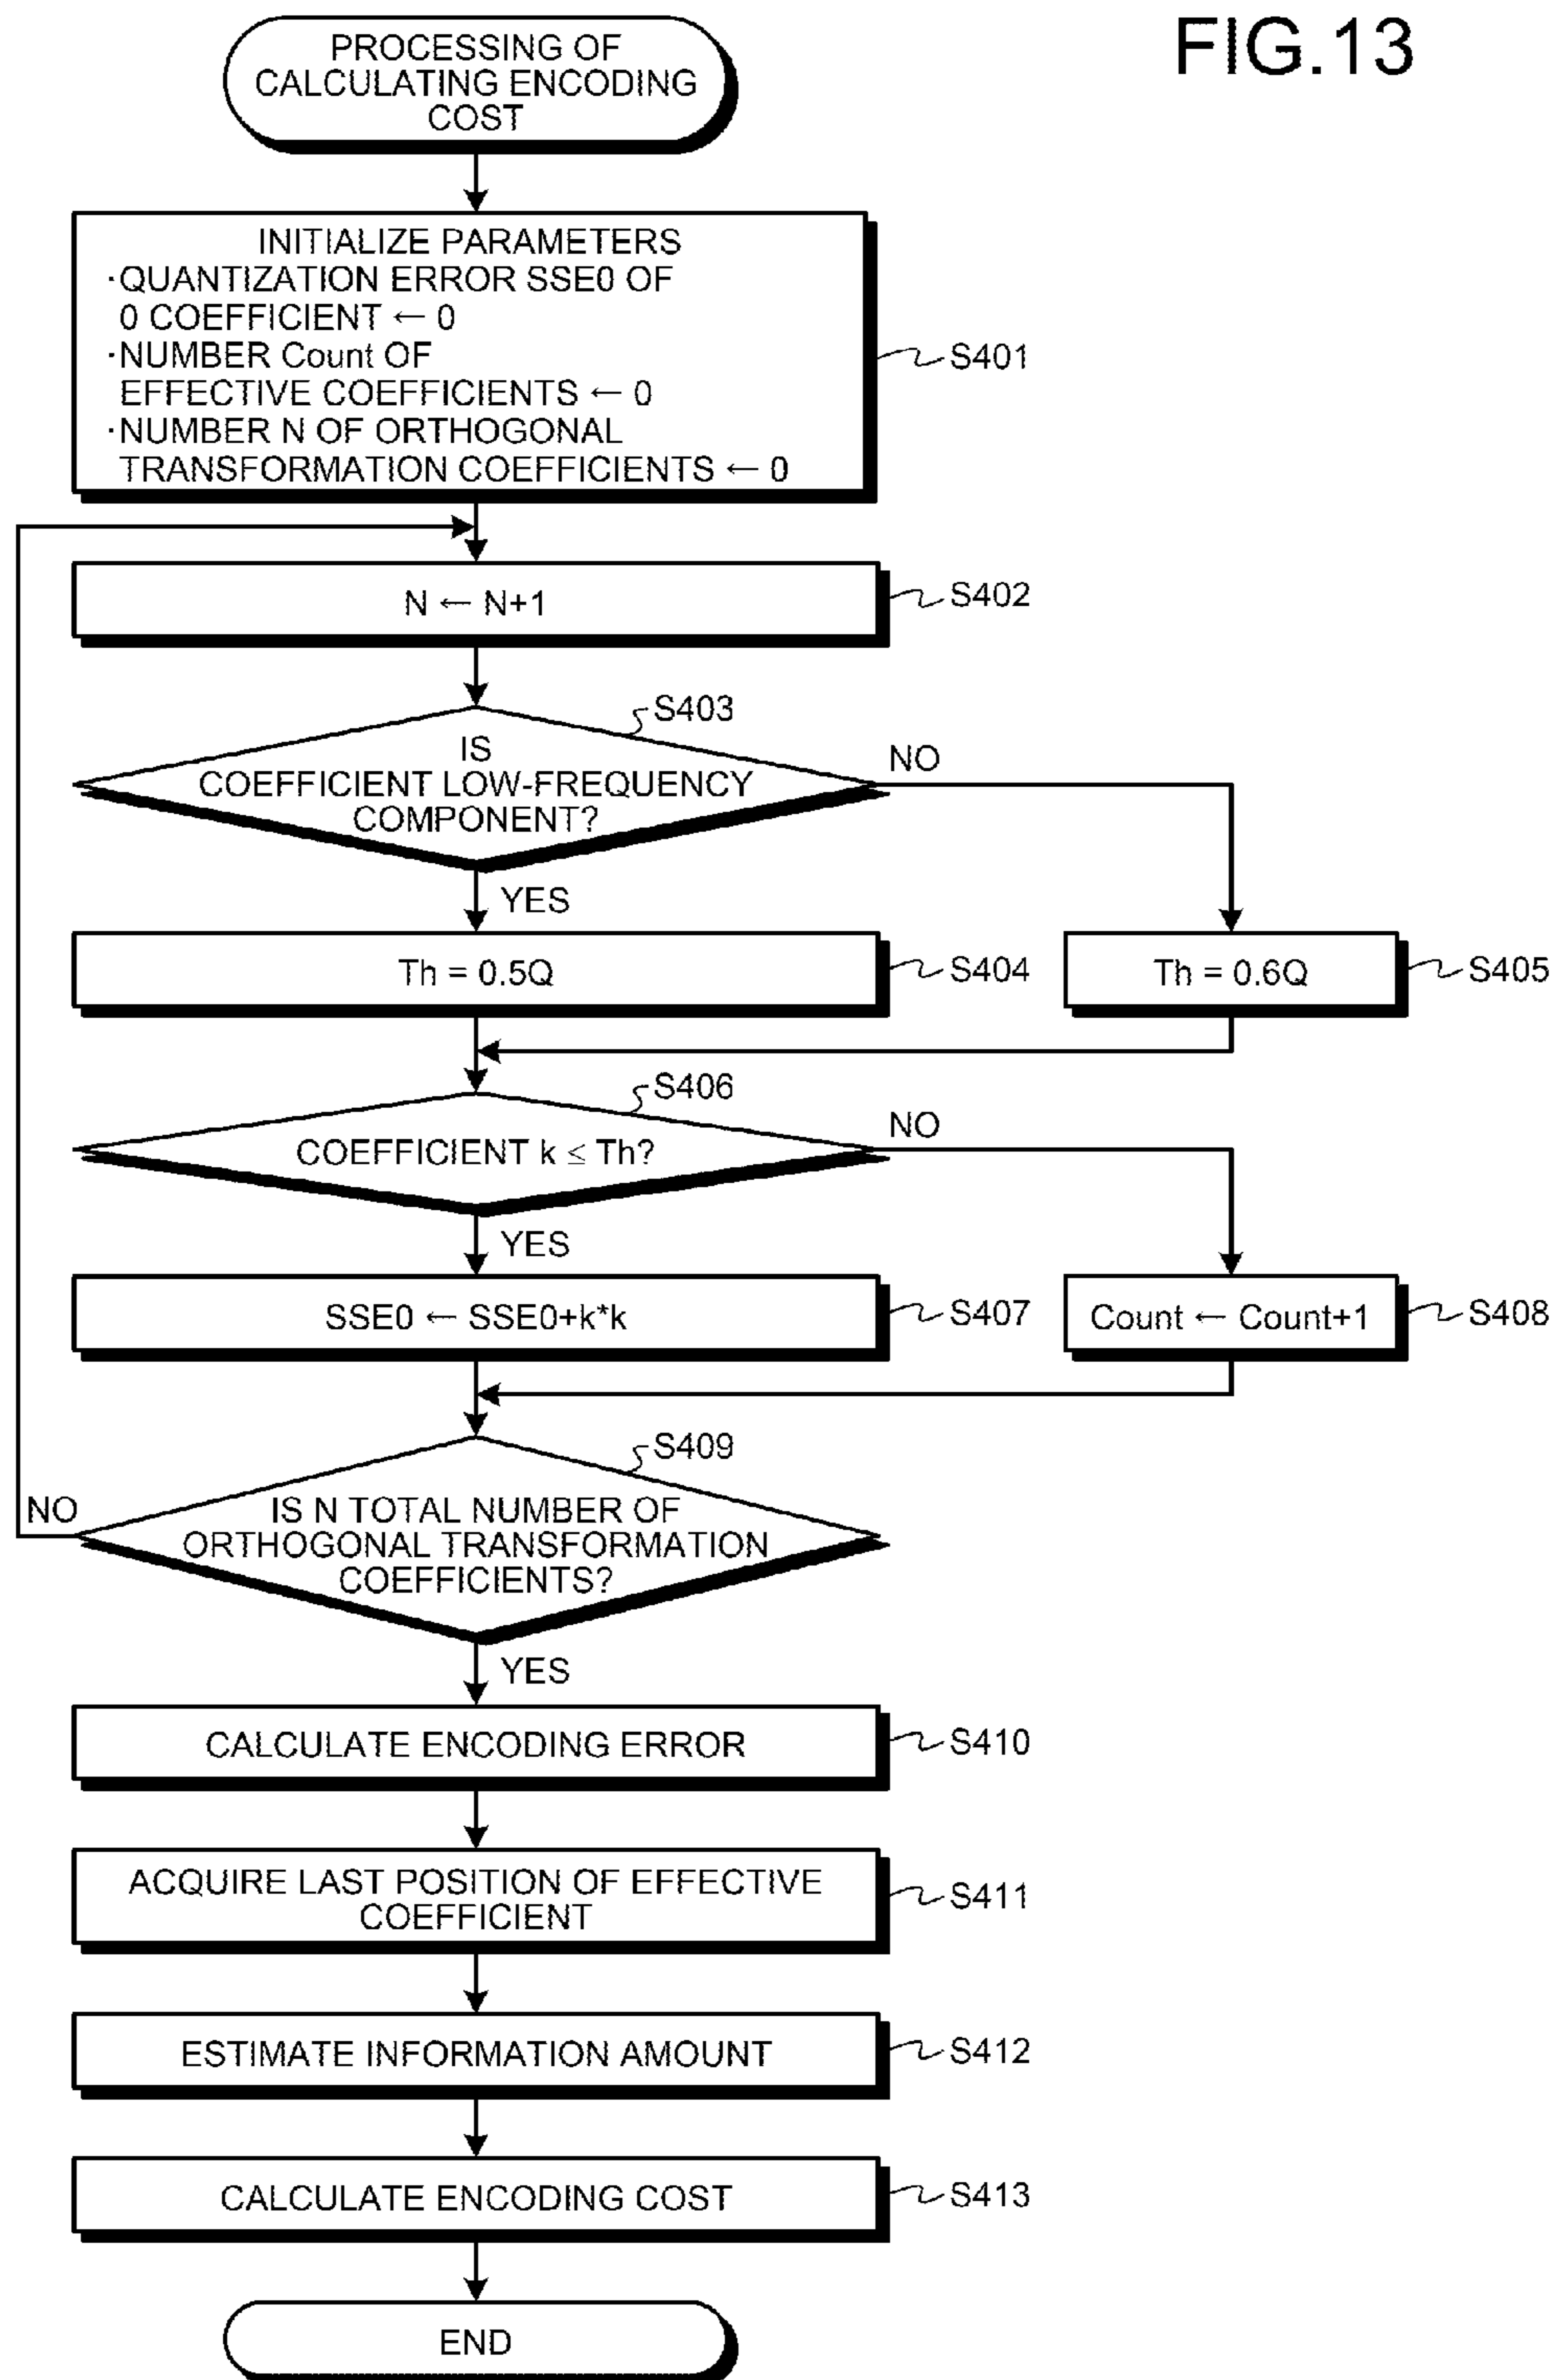 FIG.13
PROCESSING OF
CALCULATING ENCODING
COST
INITIALIZE PARAMETERS
·QUANTIZATION ERROR SSE0 OF
0 COEFFICIENT ← 0
·NUMBER Count OF
EFFECTIVE COEFFICIENTS ← 0
·NUMBER N OF ORTHOGONAL
TRANSFORMATION COEFFICIENTS ← 0
S401
N ← N+1
S402
S403
IS
COEFFICIENT LOW-FREQUENCY
COMPONENT?
NO
YES
Th = 0.5Q
S404
Th = 0.6Q
S405
S406
COEFFICIENT k ≤ Th?
NO
YES
SSE0 ← SSE0+k*k
S407
Count ← Count+1
S408
S409
IS N TOTAL NUMBER OF
ORTHOGONAL TRANSFORMATION
COEFFICIENTS?
NO
YES
CALCULATE ENCODING ERROR
S410
ACQUIRE LAST POSITION OF EFFECTIVE
COEFFICIENT
S411
ESTIMATE INFORMATION AMOUNT
S412
CALCULATE ENCODING COST
S413
END